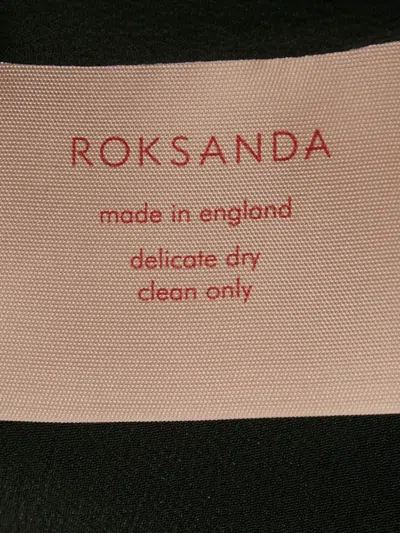 ROKSANDA
made in england
delicate dry
clean only